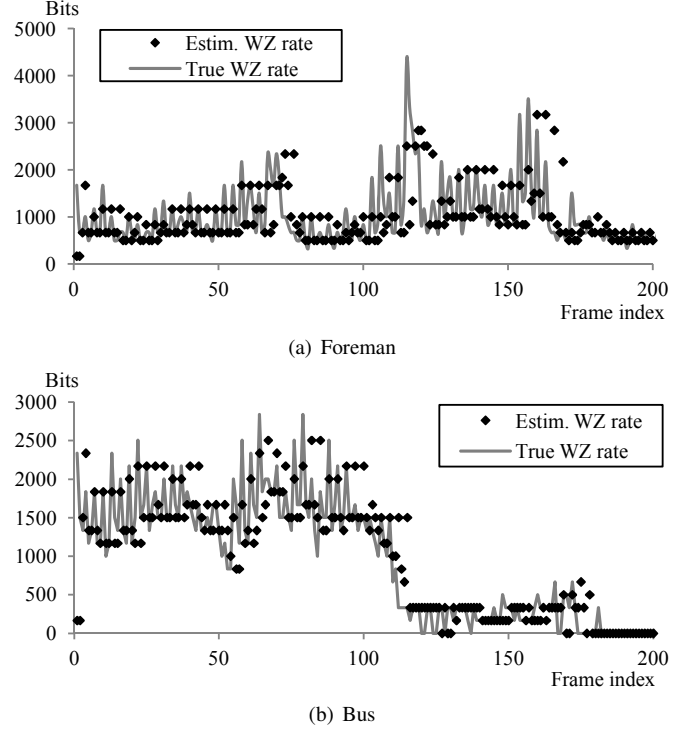 Bits
5000
4000
3000
2000
1000
0
Estim. WZ rate
True WZ rate
0 50 100 150 200
Frame index
(a) Foreman
Bits
3000
2500
2000
1500
1000
500
0
Estim. WZ rate
True WZ rate
0 50 100 150 200
Frame index
(b) Bus